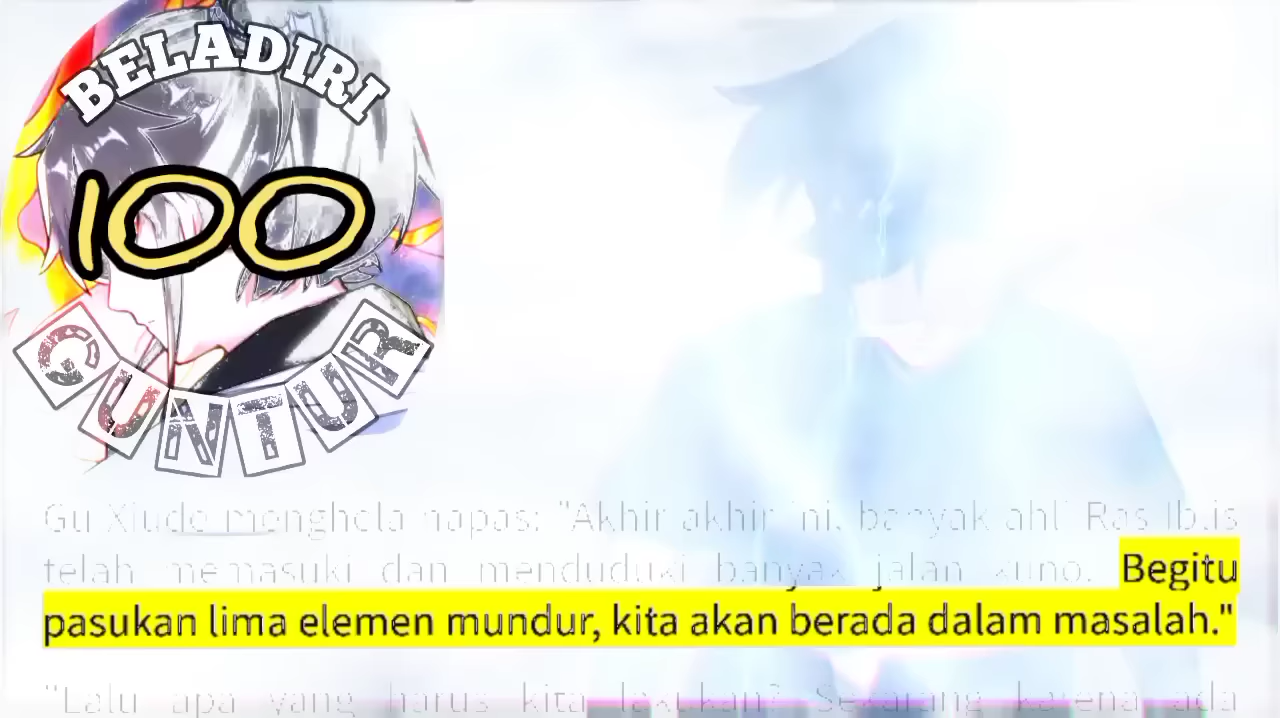 BELADIRI
100
GUNTUR
Gu Xiude menghela napas: "Akhir akhir ini, banyak ahli Ras Iblis
telah memasuki dan menduduki banyak jalan kuno. Begitu
pasukan lima elemen mundur, kita akan berada dalam masalah."
"Lalu apa yang harus kita lakukan? Sekarang karena ada